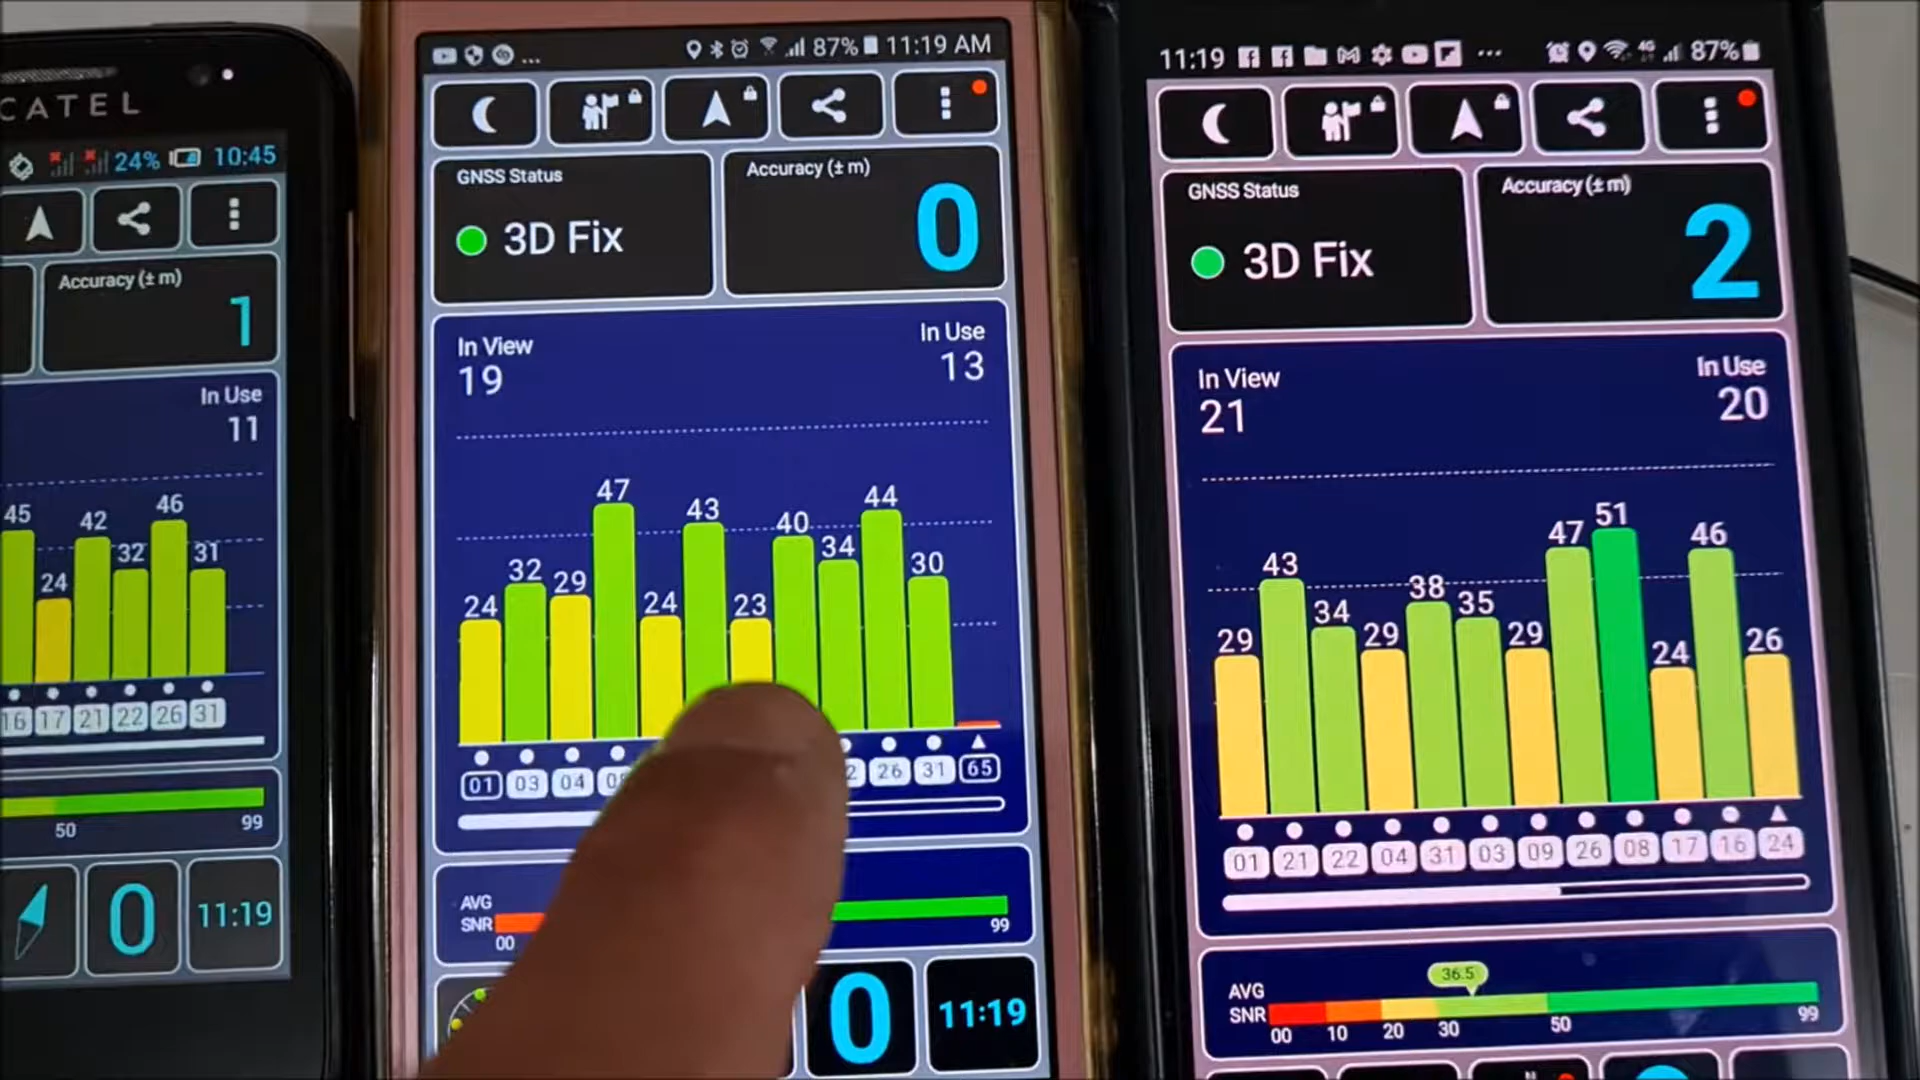 CATEL
24% 10:45
Accuracy (± m)
1
In Use
11
45 24 42 32 46 31
16 17 21 22 26 31
50 99
0 11:19
... 87% 11:19 AM
GNSS Status
3D Fix
Accuracy (± m)
0
In View
19
In Use
13
24 32 29 47 24 43 23 40 34 44 30
01 03 04 26 31 65
AVG
SNR
00 99
0 11:19
11:19 ... 4G 87%
GNSS Status
3D Fix
Accuracy (± m)
2
In View
21
In Use
20
29 43 34 29 38 35 29 47 51 24 46 26
01 21 22 04 31 03 09 26 08 17 16 24
36.5
AVG
SNR
00 10 20 30 50 99
N